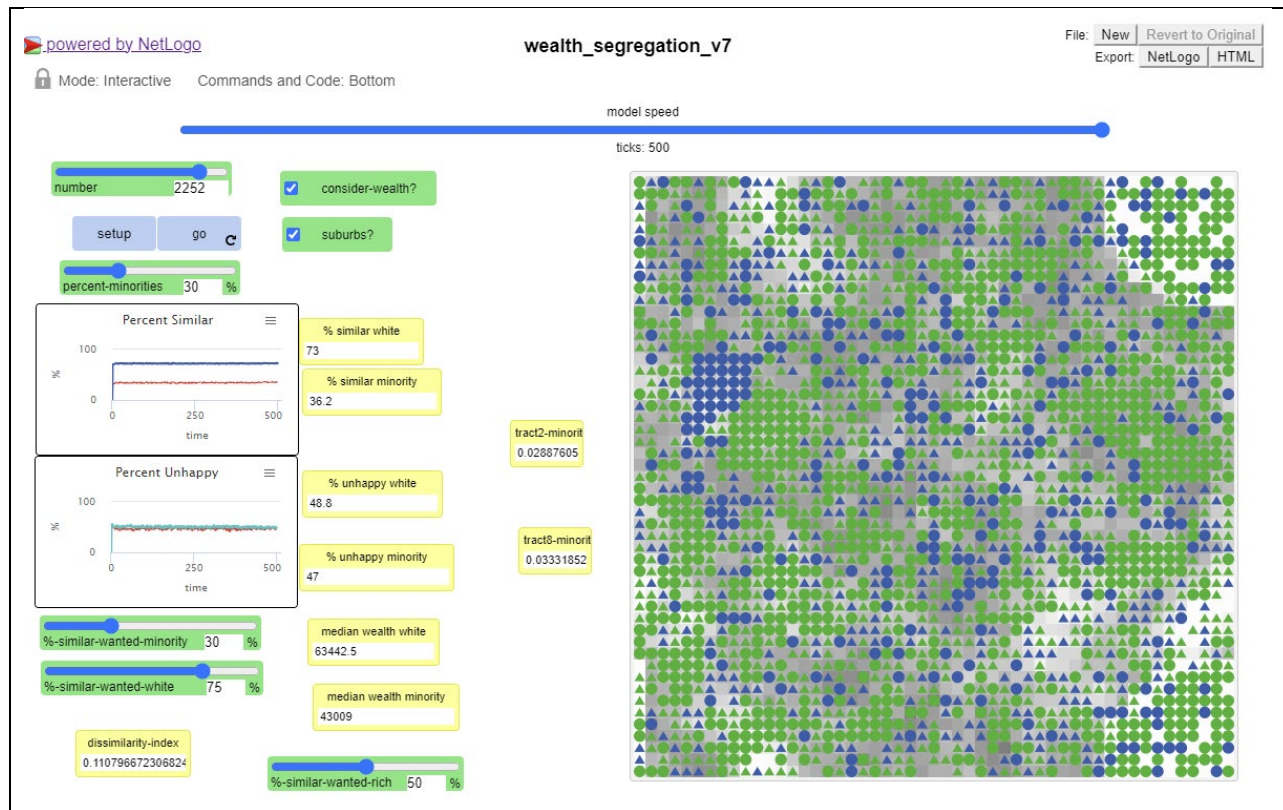 powered by NetLogo
wealth_segregation_v7
File: New Revert to Original
Export: NetLogo HTML
Mode: Interactive Commands and Code: Bottom
model speed
ticks: 500
number 2252
consider-wealth?
setup go
suburbs?
percent-minorities 30 %
Percent Similar
100
%
0
0 250 500
time
% similar white
73
% similar minority
36.2
tract2-minorit
0.02887605
Percent Unhappy
100
%
0
0 250 500
time
% unhappy white
48.8
% unhappy minority
47
tract8-minorit
0.03331852
%-similar-wanted-minority 30 %
%-similar-wanted-white 75 %
median wealth white
63442.5
median wealth minority
43009
dissimilarity-index
0.110796672306824
%-similar-wanted-rich 50 %